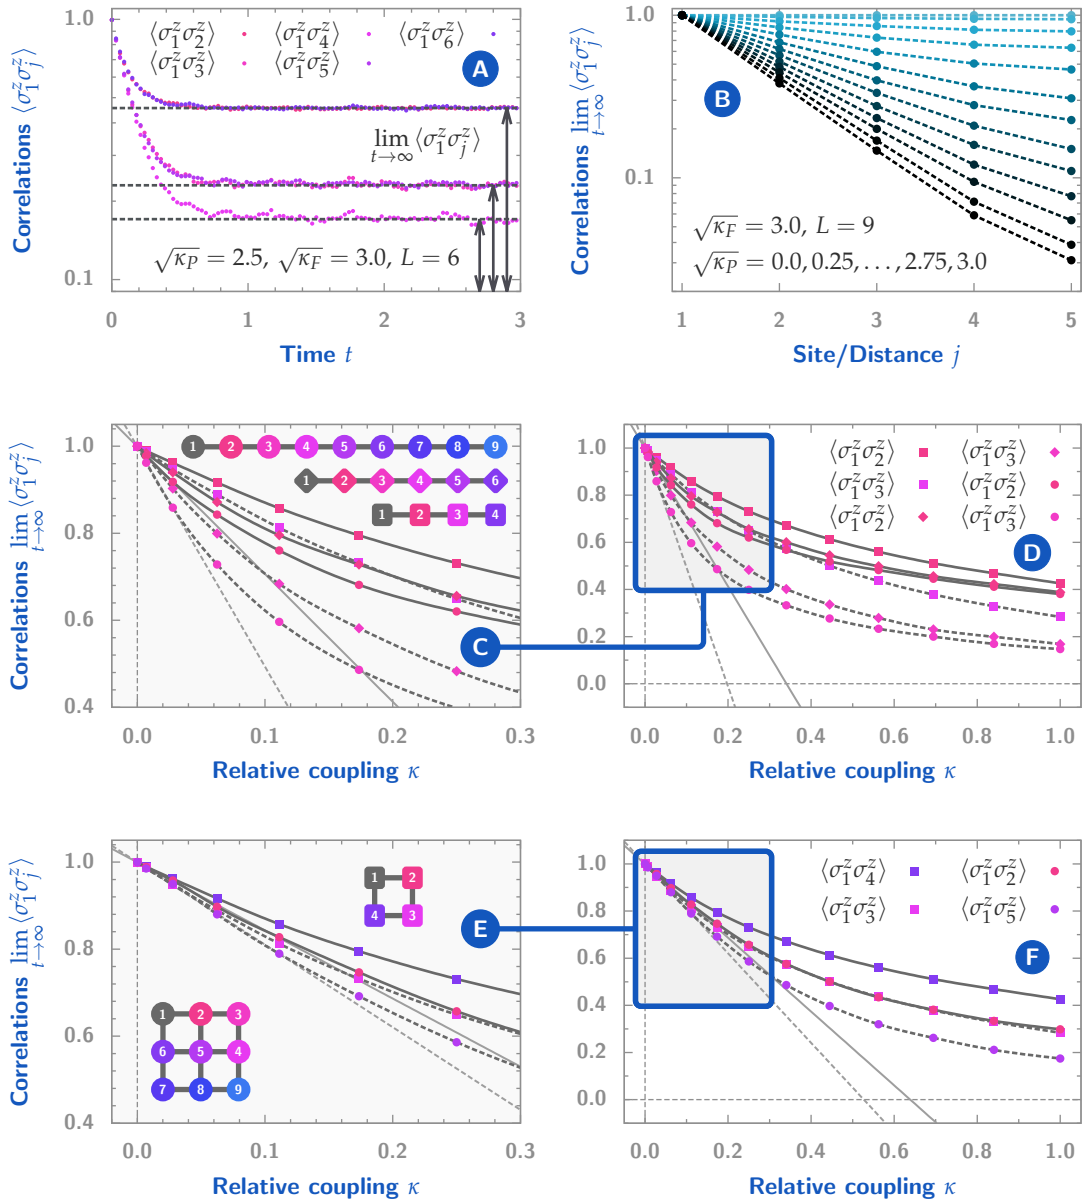 Correlations ⟨σ₁ᶻσⱼᶻ⟩
1.0
0.1
⟨σ₁ᶻσ₂ᶻ⟩ ⟨σ₁ᶻσ₄ᶻ⟩ ⟨σ₁ᶻσ₆ᶻ⟩
⟨σ₁ᶻσ₃ᶻ⟩ ⟨σ₁ᶻσ₅ᶻ⟩
A
lim t→∞ ⟨σ₁ᶻσⱼᶻ⟩
√κ_P = 2.5, √κ_F = 3.0, L = 6
0 1 2 3
Time t
Correlations lim t→∞ ⟨σ₁ᶻσⱼᶻ⟩
1.0
0.1
B
√κ_F = 3.0, L = 9
√κ_P = 0.0, 0.25, . . . , 2.75, 3.0
1 2 3 4 5
Site/Distance j
Correlations lim t→∞ ⟨σ₁ᶻσⱼᶻ⟩
1.0
0.8
0.6
0.4
1 2 3 4 5 6 7 8 9
1 2 3 4 5 6
1 2 3 4
C
0.0 0.1 0.2 0.3
Relative coupling κ
1.0
0.8
0.6
0.4
0.2
0.0
⟨σ₁ᶻσ₂ᶻ⟩ ⟨σ₁ᶻσ₃ᶻ⟩
⟨σ₁ᶻσ₃ᶻ⟩ ⟨σ₁ᶻσ₂ᶻ⟩
⟨σ₁ᶻσ₂ᶻ⟩ ⟨σ₁ᶻσ₃ᶻ⟩
D
0.0 0.2 0.4 0.6 0.8 1.0
Relative coupling κ
Correlations lim t→∞ ⟨σ₁ᶻσⱼᶻ⟩
1.0
0.8
0.6
0.4
1 2
4 3
E
1 2 3
6 5 4
7 8 9
0.0 0.1 0.2 0.3
Relative coupling κ
1.0
0.8
0.6
0.4
0.2
0.0
⟨σ₁ᶻσ₄ᶻ⟩ ⟨σ₁ᶻσ₂ᶻ⟩
⟨σ₁ᶻσ₃ᶻ⟩ ⟨σ₁ᶻσ₅ᶻ⟩
F
0.0 0.2 0.4 0.6 0.8 1.0
Relative coupling κ